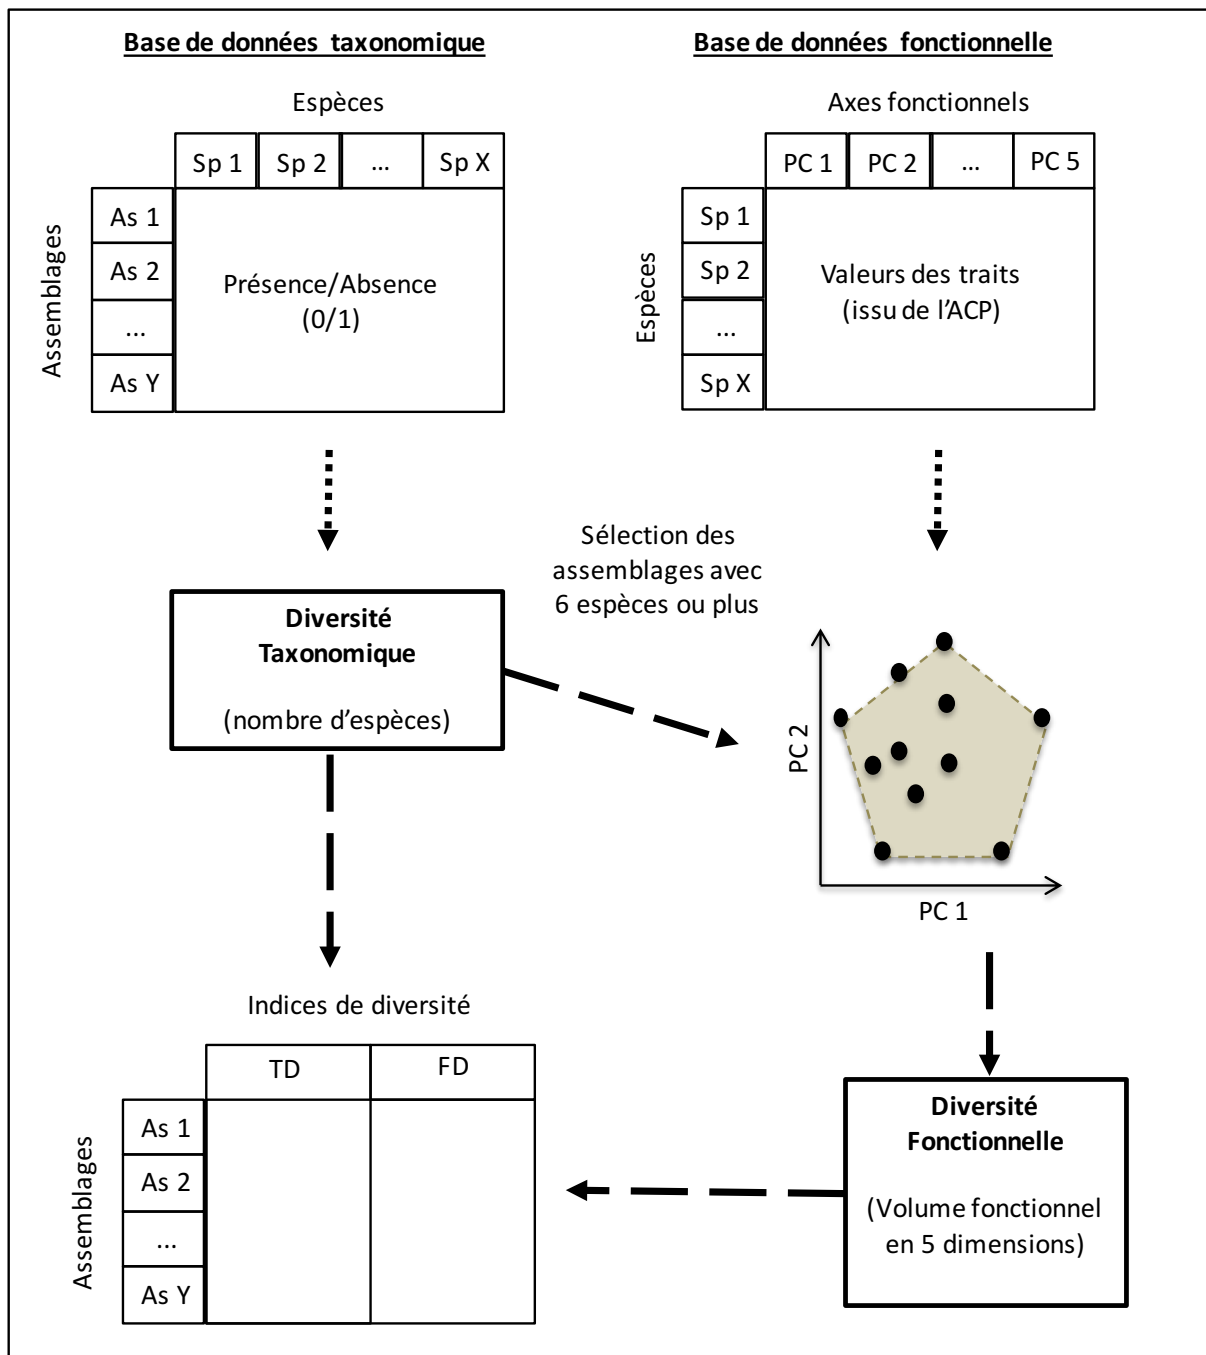 Base de données taxonomique
Espèces
Sp 1 Sp 2 ... Sp X
Assemblages
As 1
As 2
...
As Y
Présence/Absence
(0/1)
Base de données fonctionnelle
Axes fonctionnels
PC 1 PC 2 ... PC 5
Espèces
Sp 1
Sp 2
...
Sp X
Valeurs des traits
(issu de l'ACP)
Sélection des
assemblages avec
6 espèces ou plus
Diversité
Taxonomique
(nombre d'espèces)
PC 2
PC 1
Indices de diversité
TD FD
Assemblages
As 1
As 2
...
As Y
Diversité
Fonctionnelle
(Volume fonctionnel
en 5 dimensions)